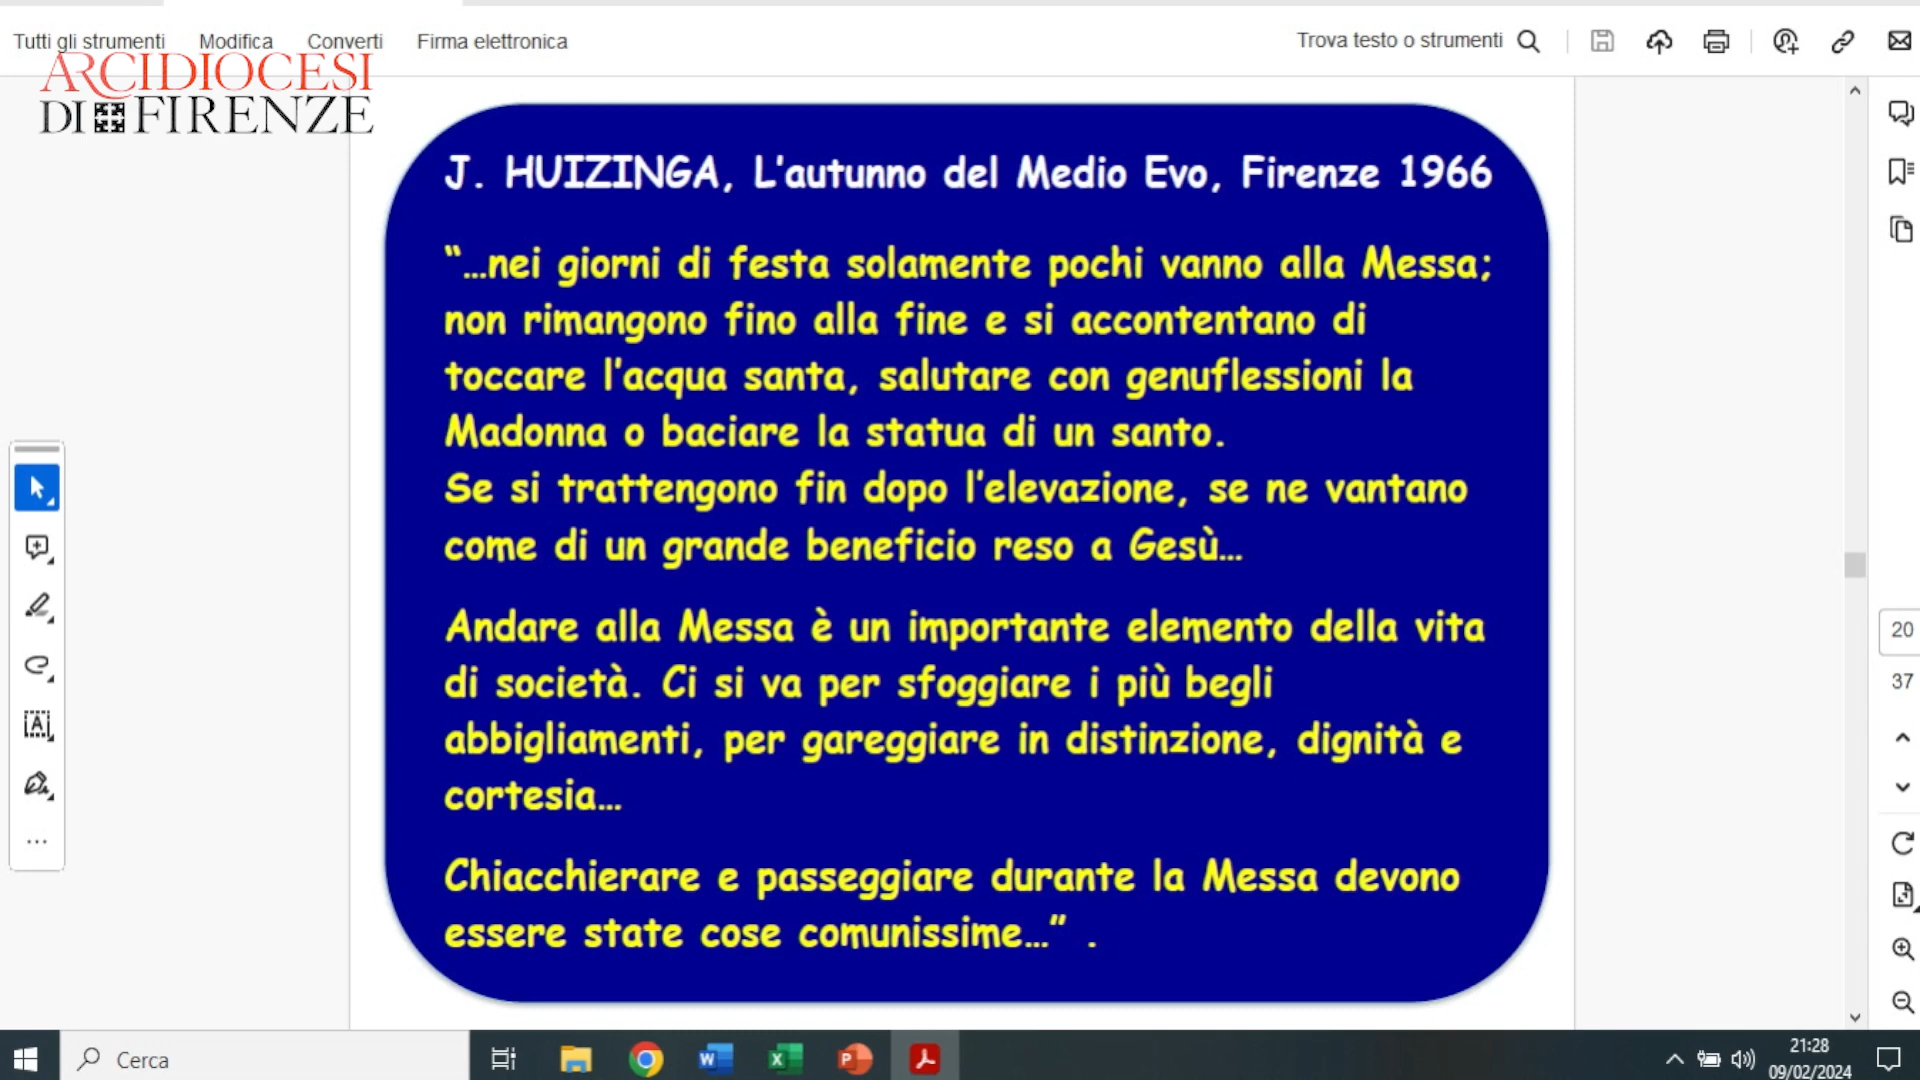 Tutti gli strumenti Modifica Converti Firma elettronica Trova testo o strumenti
ARCIDIOCESI
DI FIRENZE
J. HUIZINGA, L'autunno del Medio Evo, Firenze 1966
“…nei giorni di festa solamente pochi vanno alla Messa;
non rimangono fino alla fine e si accontentano di
toccare l'acqua santa, salutare con genuflessioni la
Madonna o baciare la statua di un santo.
Se si trattengono fin dopo l'elevazione, se ne vantano
come di un grande beneficio reso a Gesù…
Andare alla Messa è un importante elemento della vita
di società. Ci si va per sfoggiare i più begli
abbigliamenti, per gareggiare in distinzione, dignità e
cortesia…
Chiacchierare e passeggiare durante la Messa devono
essere state cose comunissime…” .
20
37
Cerca
21:28
09/02/2024